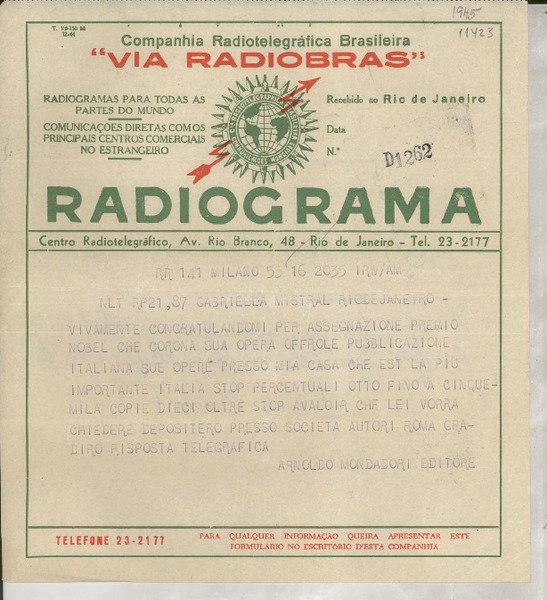 1945
11423
T. 118-150 bl
12-44
Companhia Radiotelegráfica Brasileira
"VIA RADIOBRAS"
RADIOGRAMAS PARA TODAS AS
PARTES DO MUNDO
COMUNICAÇÕES DIRETAS COM OS
PRINCIPAIS CENTROS COMERCIAIS
NO ESTRANGEIRO
Recebido no Rio de Janeiro
Data
N.º
D1262
RADIOGRAMA
Centro Radiotelegráfico, Av. Rio Branco, 48 - Rio de Janeiro - Tel. 23-2177
RR 141 MILANO 55 16 2035 IRW/AM
NLT RP21,87 GABRIELLA MISTRAL RIODEJANEIRO -
VIVAMENTE CONGRATULANDOMI PER ASSEGNAZIONE PREMIO
NOBEL CHE CORONA SUA OPERA OFFROLE PUBBLICAZIONE
ITALIANA SUE OPERE PRESSO MIA CASA CHE EST LA PIU
IMPORTANTE ITALIA STOP PERCENTUALI OTTO FINO A CINQUE-
MILA COPIE DIECI OLTRE STOP AVALOIR CHE LEI VORRA
CHIEDERE DEPOSITERO PRESSO SOCIETA AUTORI ROMA GRA-
DIRO RISPOSTA TELEGRAFICA
ARNOLDO MONDADORI EDITORE
TELEFONE 23-2177
PARA QUALQUER INFORMAÇÃO QUEIRA APRESENTAR ESTE
FORMULÁRIO NO ESCRITÓRIO D'ESTA COMPANHIA